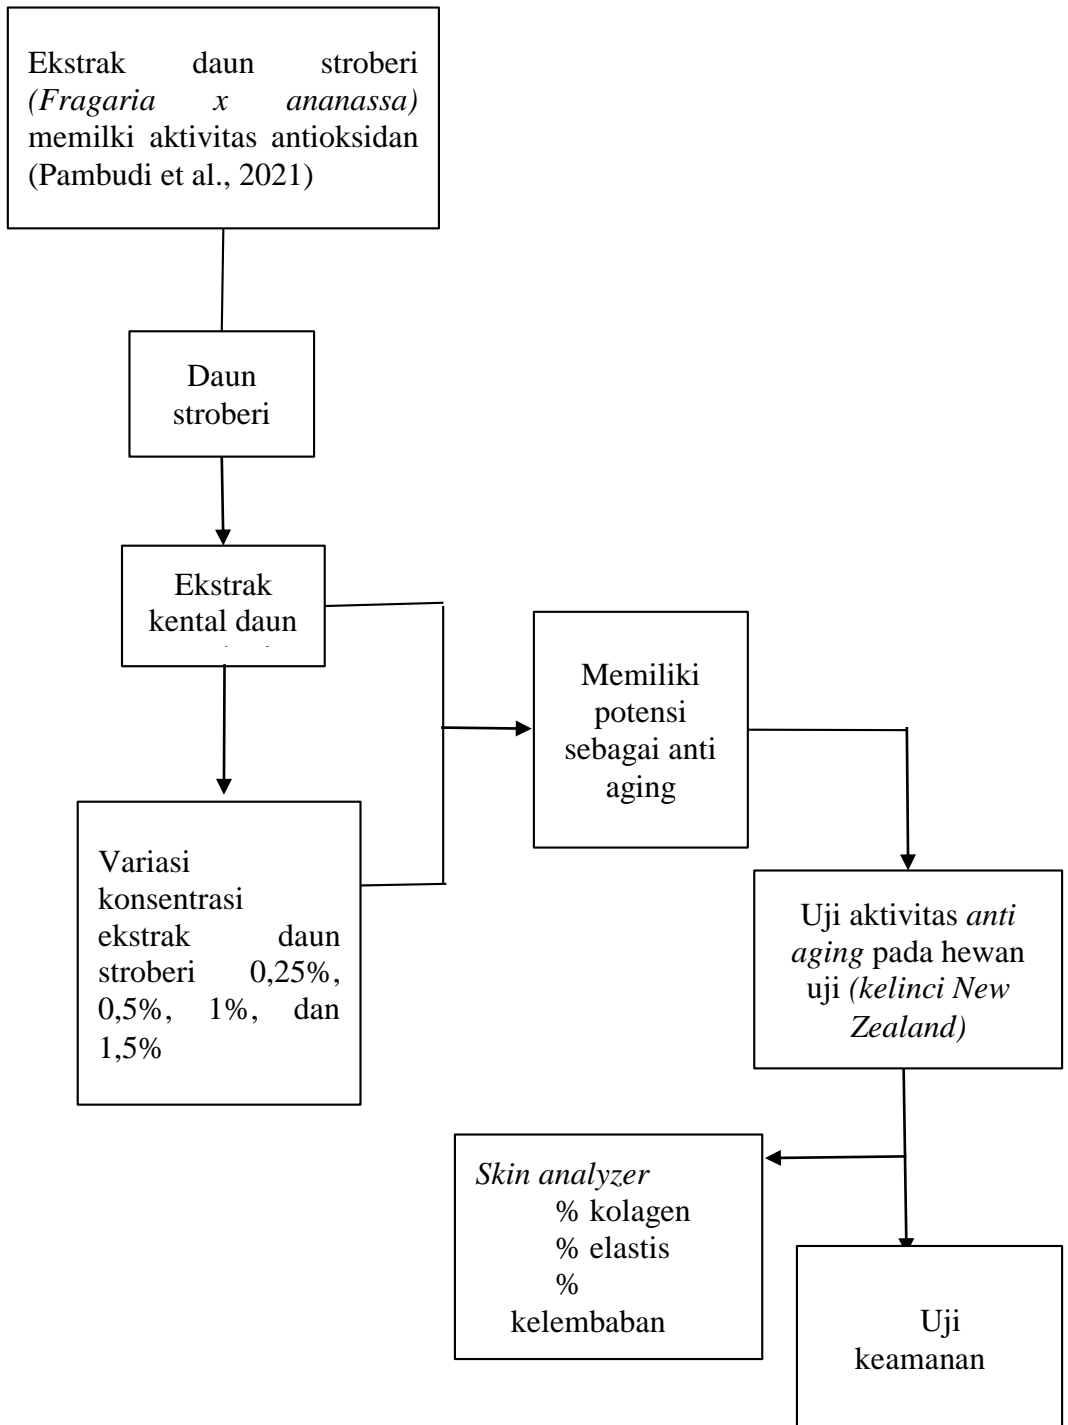 Ekstrak daun stroberi
(Fragaria x ananassa)
memilki aktivitas antioksidan
(Pambudi et al., 2021)
Daun
stroberi
Ekstrak
kental daun
Memiliki
potensi
sebagai anti
aging
Variasi
konsentrasi
ekstrak daun
stroberi 0,25%,
0,5%, 1%, dan
1,5%
Uji aktivitas anti
aging pada hewan
uji (kelinci New
Zealand)
Skin analyzer
% kolagen
% elastis
%
kelembaban
Uji
keamanan